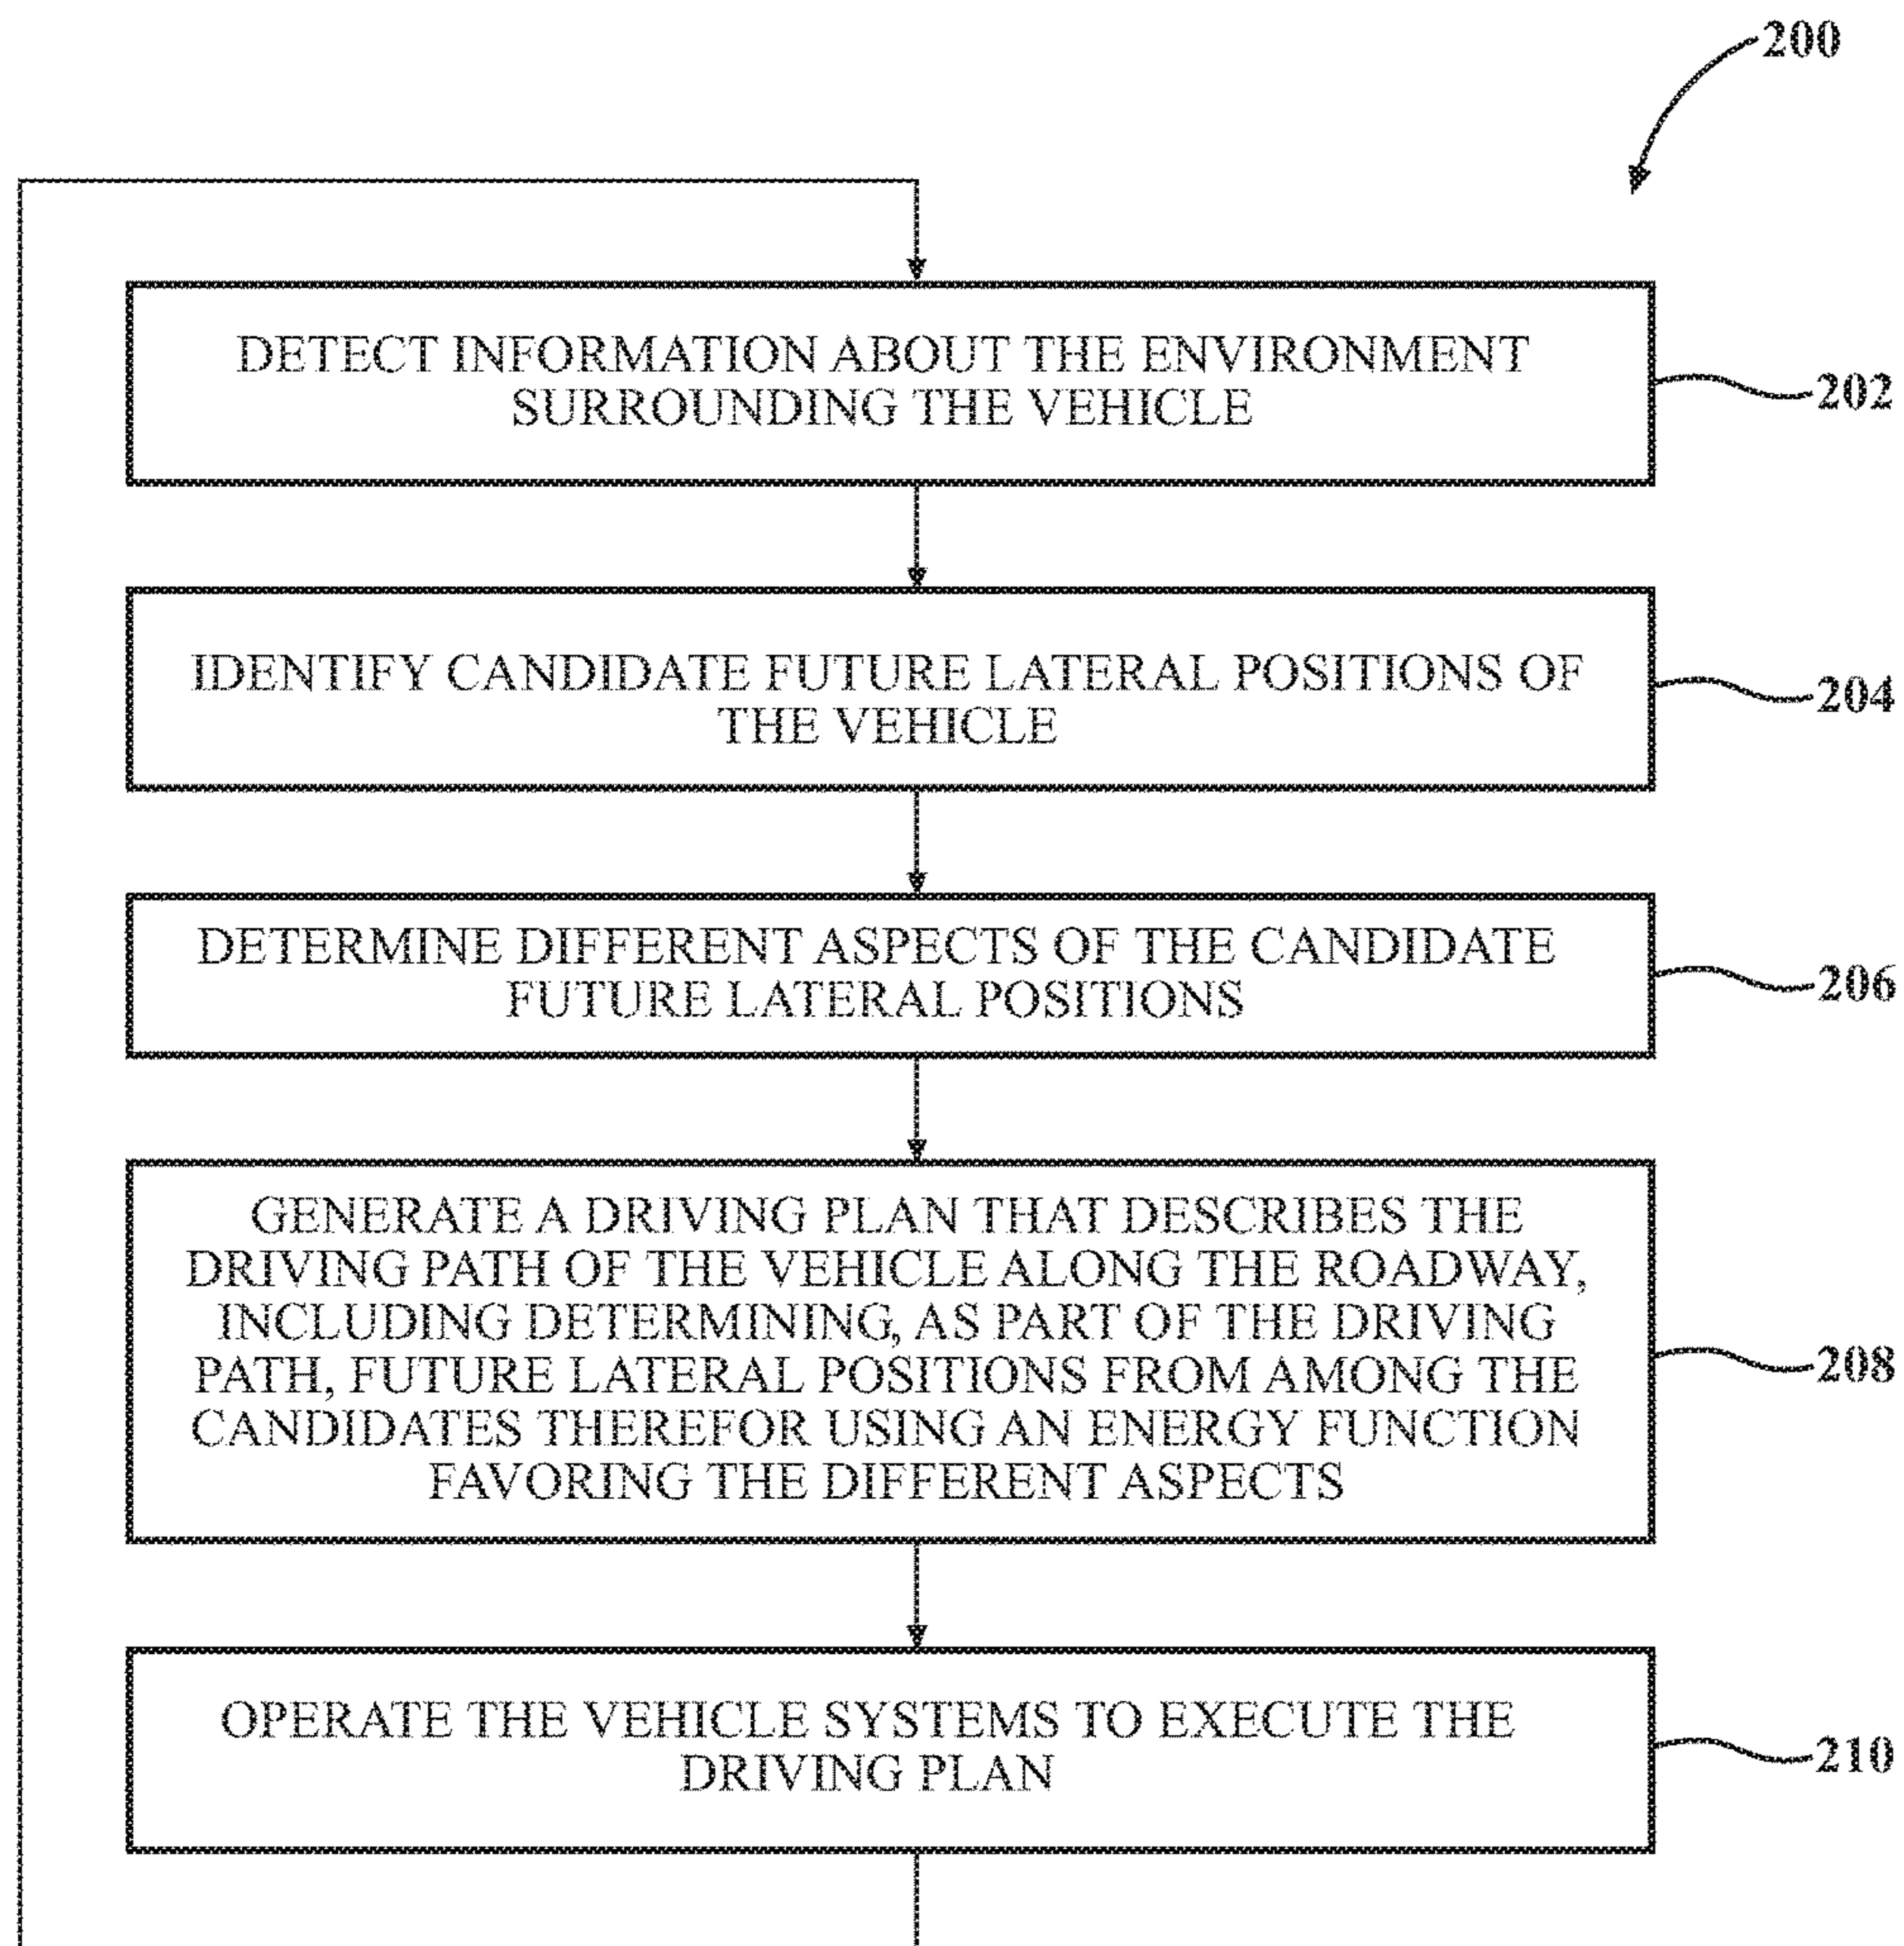 200
DETECT INFORMATION ABOUT THE ENVIRONMENT
SURROUNDING THE VEHICLE
202
IDENTIFY CANDIDATE FUTURE LATERAL POSITIONS OF
THE VEHICLE
204
DETERMINE DIFFERENT ASPECTS OF THE CANDIDATE
FUTURE LATERAL POSITIONS
206
GENERATE A DRIVING PLAN THAT DESCRIBES THE
DRIVING PATH OF THE VEHICLE ALONG THE ROADWAY,
INCLUDING DETERMINING, AS PART OF THE DRIVING
PATH, FUTURE LATERAL POSITIONS FROM AMONG THE
CANDIDATES THEREFOR USING AN ENERGY FUNCTION
FAVORING THE DIFFERENT ASPECTS
208
OPERATE THE VEHICLE SYSTEMS TO EXECUTE THE
DRIVING PLAN
210